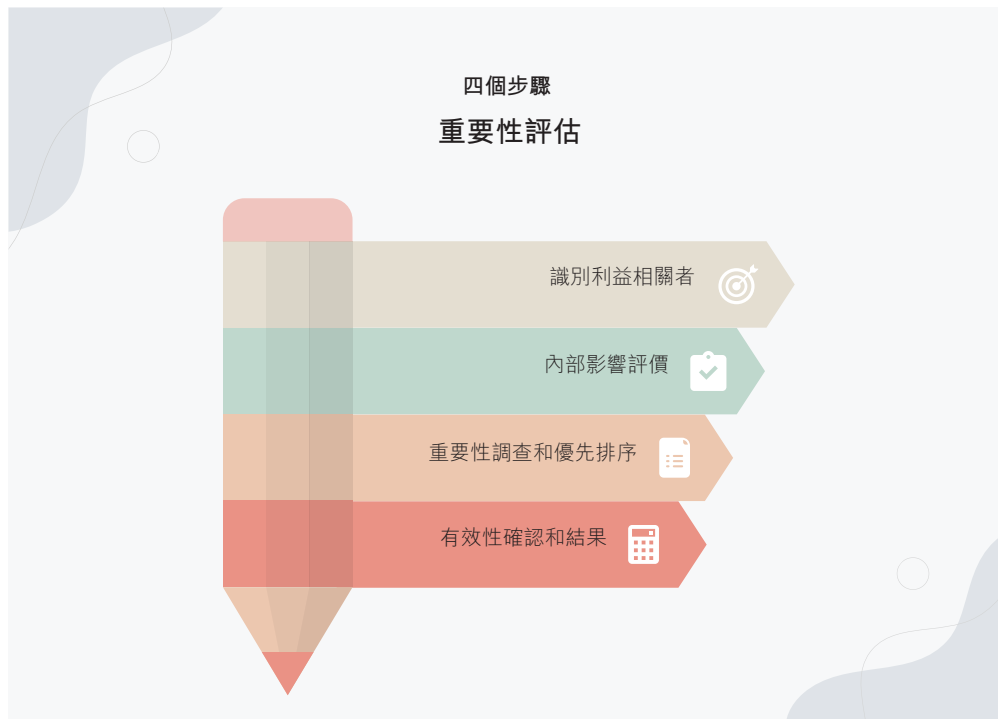 四個步驟
重要性評估
識別利益相關者
內部影響評價
重要性調查和優先排序
有效性確認和結果